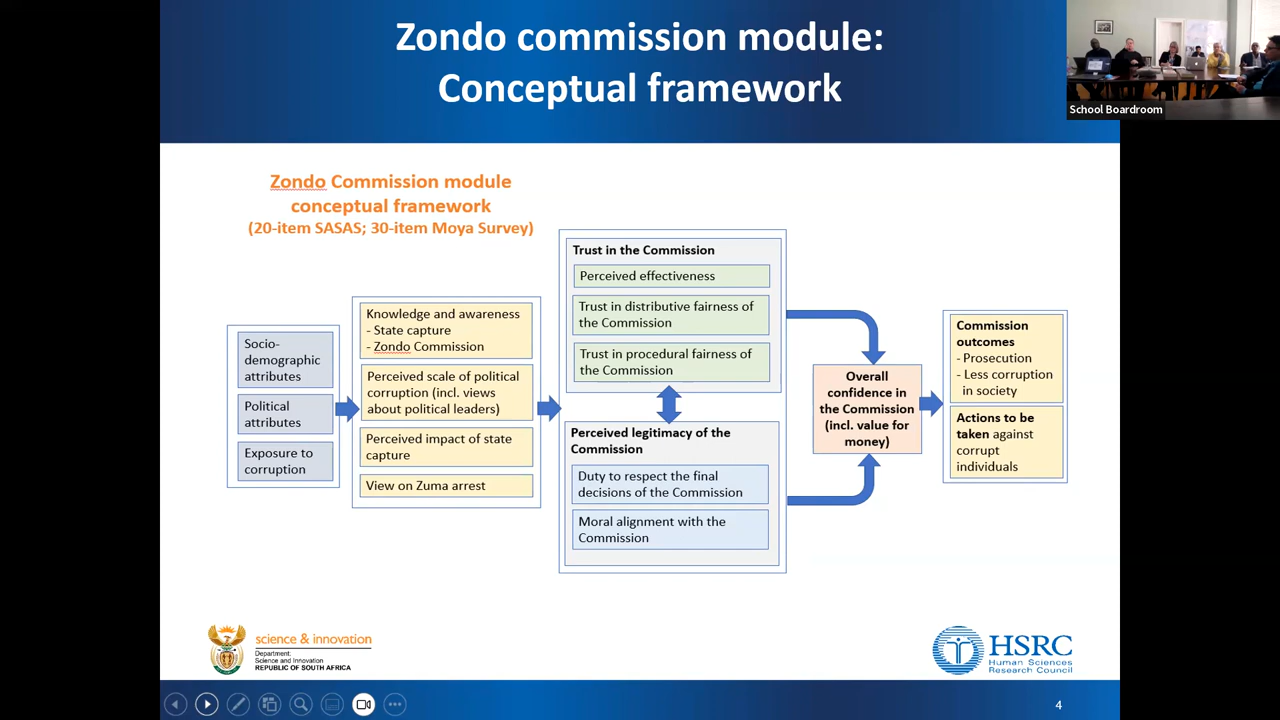 Zondo commission module:
Conceptual framework
School Boardroom
Zondo Commission module
conceptual framework
(20-item SASAS; 30-item Moya Survey)
Socio-
demographic
attributes
Political
attributes
Exposure to
corruption
Knowledge and awareness
- State capture
- Zondo Commission
Perceived scale of political
corruption (incl. views
about political leaders)
Perceived impact of state
capture
View on Zuma arrest
Trust in the Commission
Perceived effectiveness
Trust in distributive fairness of
the Commission
Trust in procedural fairness of
the Commission
Perceived legitimacy of the
Commission
Duty to respect the final
decisions of the Commission
Moral alignment with the
Commission
Overall
confidence in
the Commission
(incl. value for
money)
Commission
outcomes
- Prosecution
- Less corruption
in society
Actions to be
taken against
corrupt
individuals
science & innovation
Department:
Science and Innovation
REPUBLIC OF SOUTH AFRICA
HSRC
Human Sciences
Research Council
4